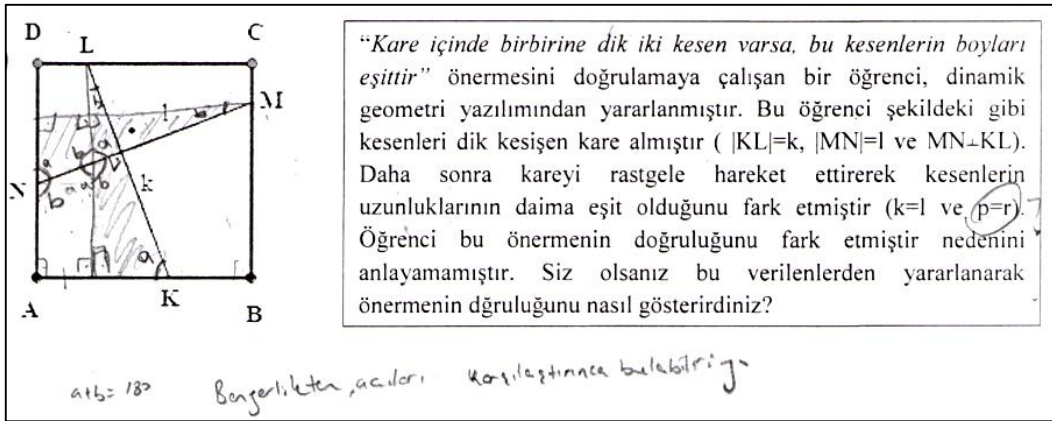 D L C
M
l
N
k
a
A K B
“Kare içinde birbirine dik iki kesen varsa, bu kesenlerin boyları
eşittir” önermesini doğrulamaya çalışan bir öğrenci, dinamik
geometri yazılımından yararlanmıştır. Bu öğrenci şekildeki gibi
kesenleri dik kesişen kare almıştır ( |KL|=k, |MN|=l ve MN⊥KL).
Daha sonra kareyi rastgele hareket ettirerek kesenlerin
uzunluklarının daima eşit olduğunu fark etmiştir (k=l ve p=r). ?
Öğrenci bu önermenin doğruluğunu fark etmiştir nedenini
anlayamamıştır. Siz olsanız bu verilenlerden yararlanarak
önermenin dğruluğunu nasıl gösterirdiniz?
a+b= 180 Benzerlikten, açıları karşılaştırınca bulabiliriz.